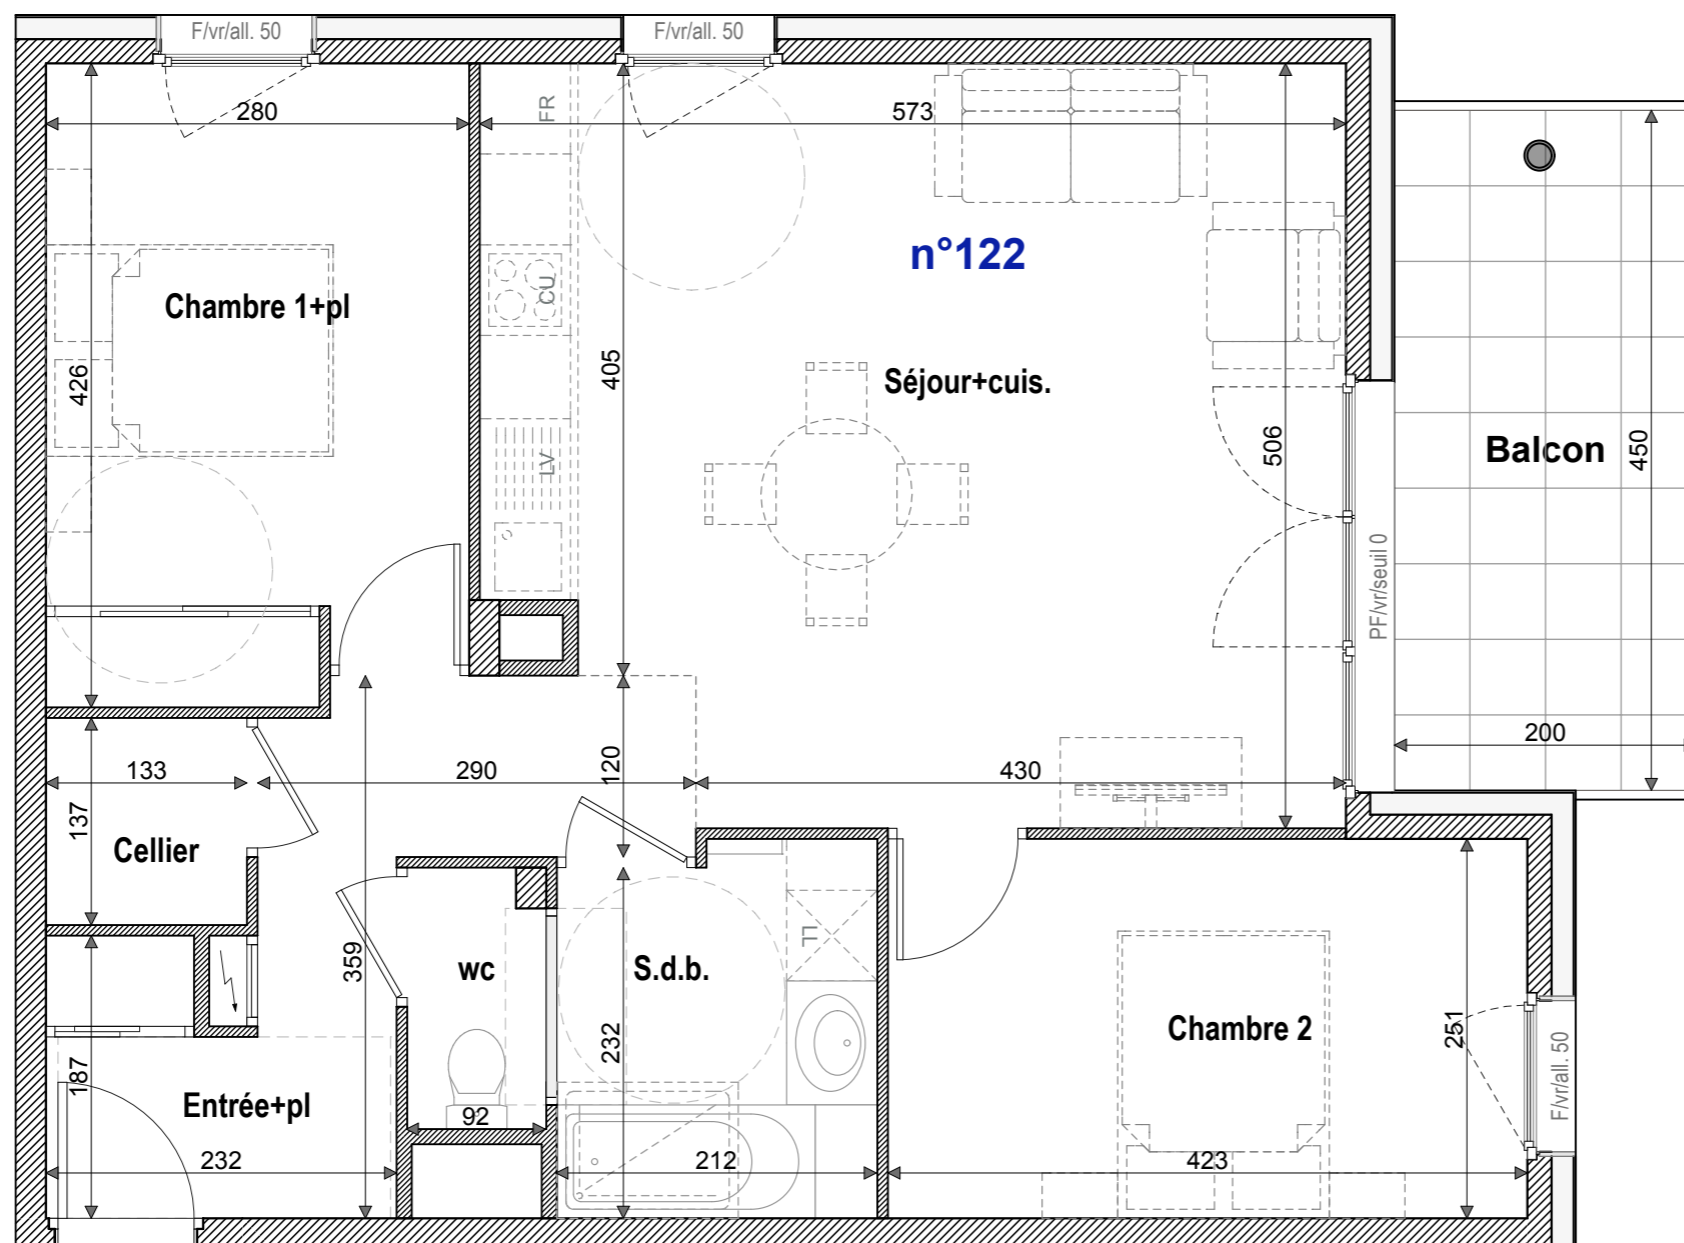 F/vr/all. 50
F/vr/all. 50
280
FR
573
n°122
CU
Chambre 1+pl
426
405
Séjour+cuis.
506
Balcon
450
LV
PF/vr/seuil 0
200
133
290
120
430
137
Cellier
359
wc
S.d.b.
LL
232
Chambre 2
251
F/vr/all. 50
187
Entrée+pl
92
232
212
423